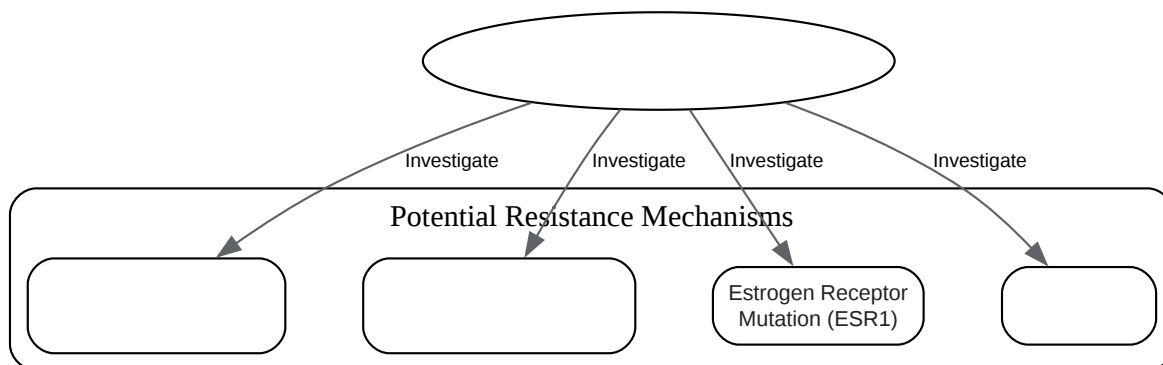 Investigate
Investigate
Investigate
Investigate
Potential Resistance Mechanisms
Estrogen Receptor
Mutation (ESR1)